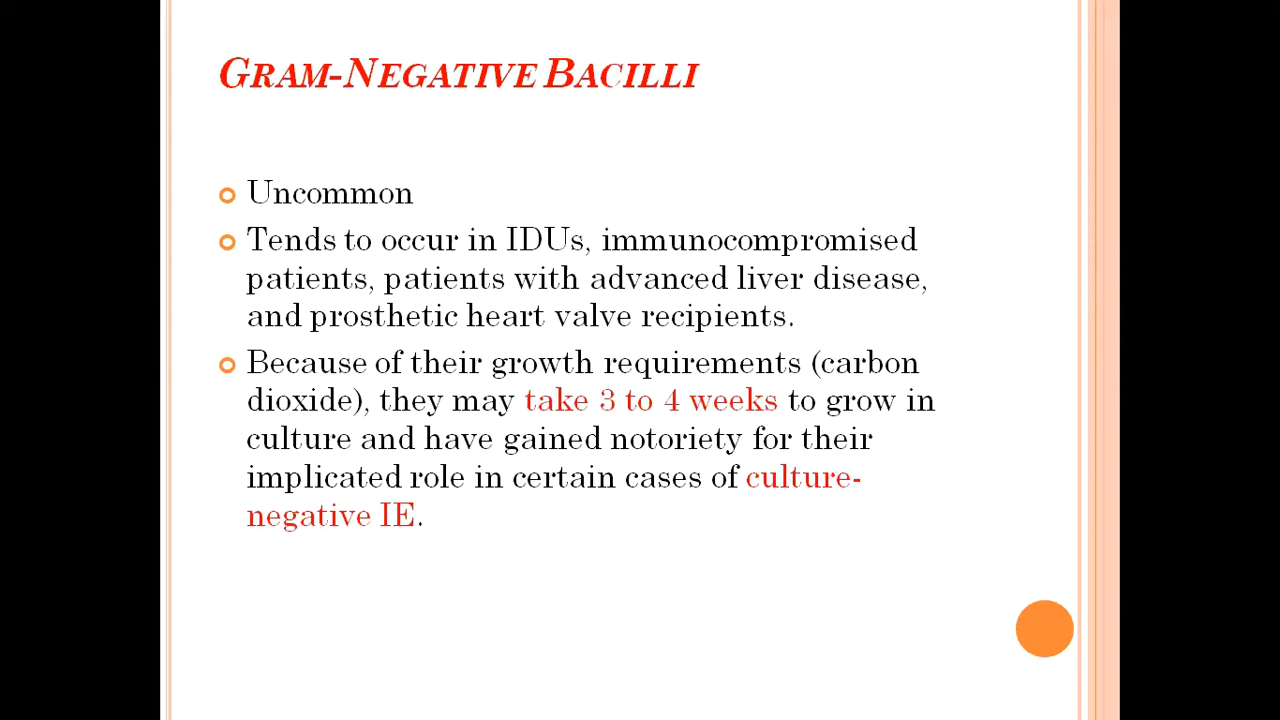 GRAM-NEGATIVE BACILLI
Uncommon
Tends to occur in IDUs, immunocompromised
patients, patients with advanced liver disease,
and prosthetic heart valve recipients.
Because of their growth requirements (carbon
dioxide), they may take 3 to 4 weeks to grow in
culture and have gained notoriety for their
implicated role in certain cases of culture-
negative IE.